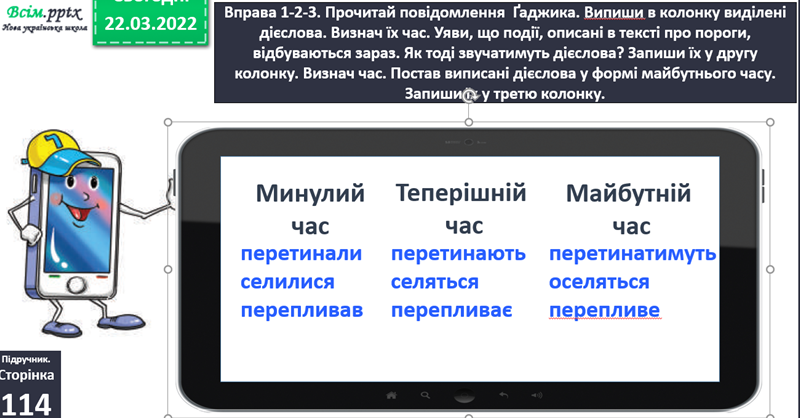 Всім.pptx
Нова українська школа
22.03.2022
Вправа 1-2-3. Прочитай повідомлення Ґаджика. Випиши в колонку виділені
дієслова. Визнач їх час. Уяви, що події, описані в тексті про пороги,
відбуваються зараз. Як тоді звучатимуть дієслова? Запиши їх у другу
колонку. Визнач час. Постав виписані дієслова у формі майбутнього часу.
Запиши їх у третю колонку.
Минулий час
перетинали
селилися
перепливав
Теперішній час
перетинають
селяться
перепливає
Майбутній час
перетинатимуть
оселяться
перепливе
Підручник.
Сторінка
114